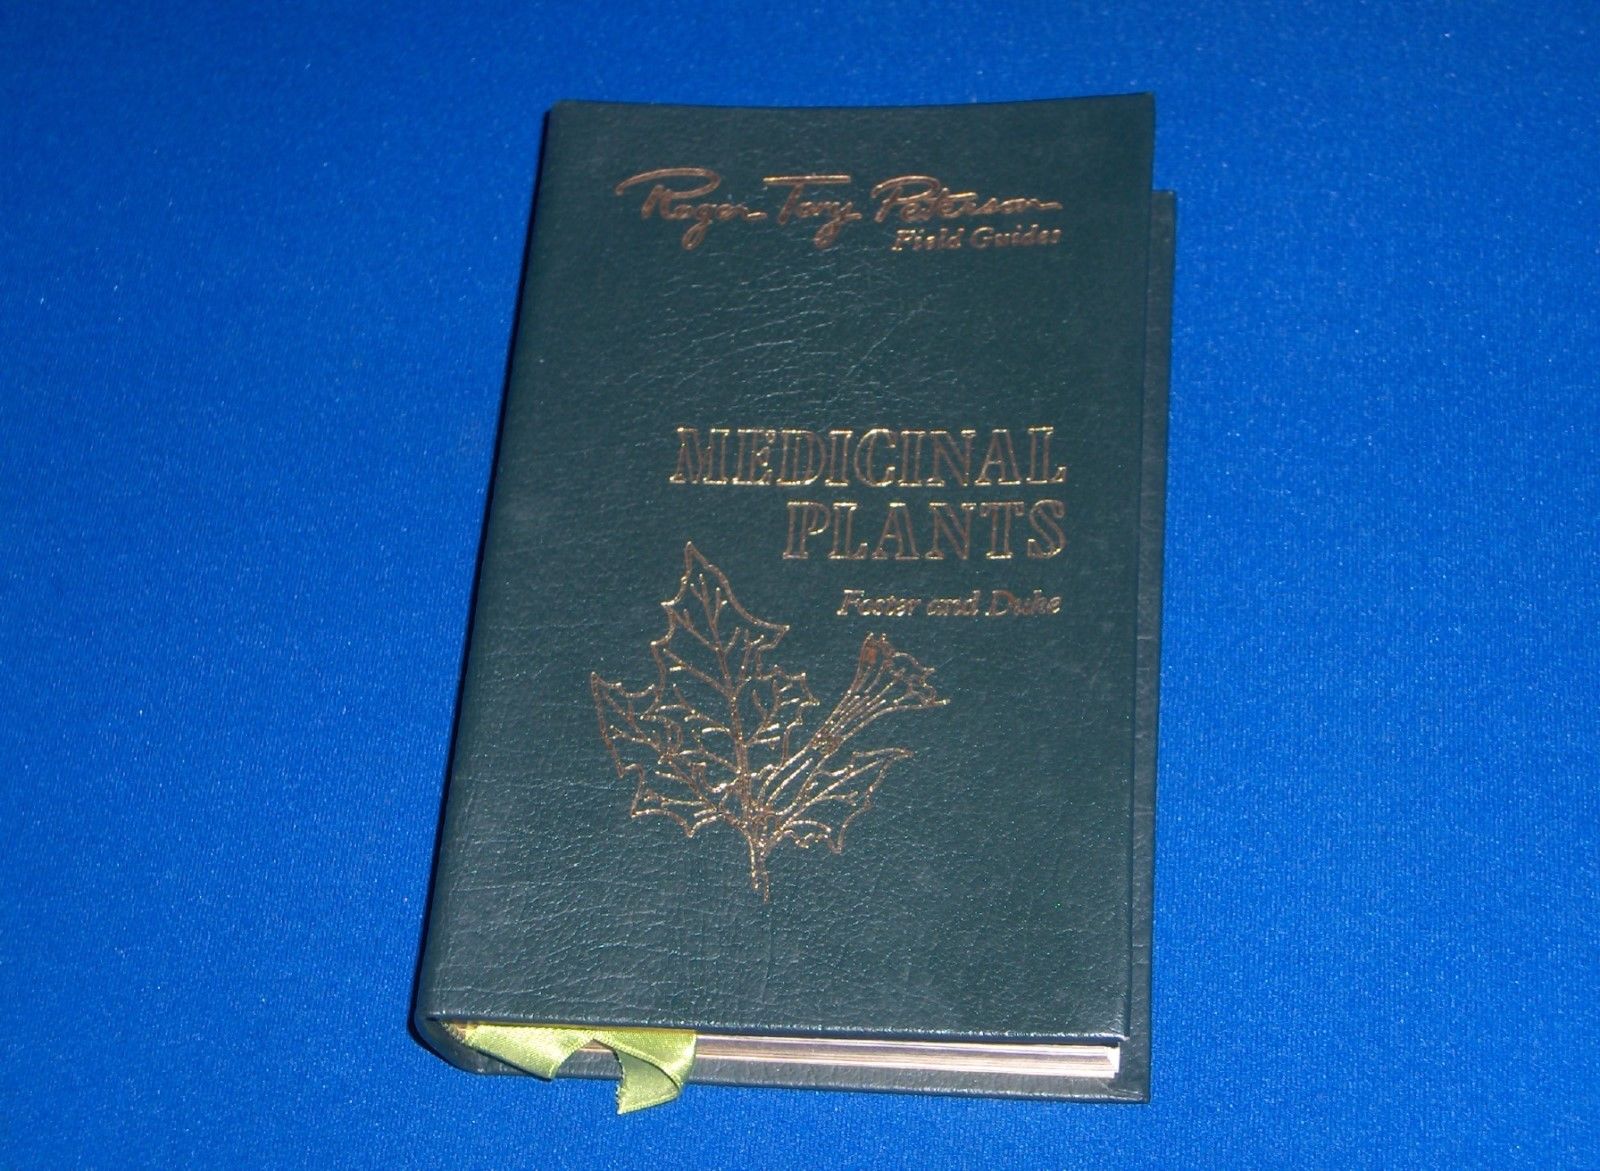 Roger Tory Peterson
Field Guides
MEDICINAL
PLANTS
Foster and Duke